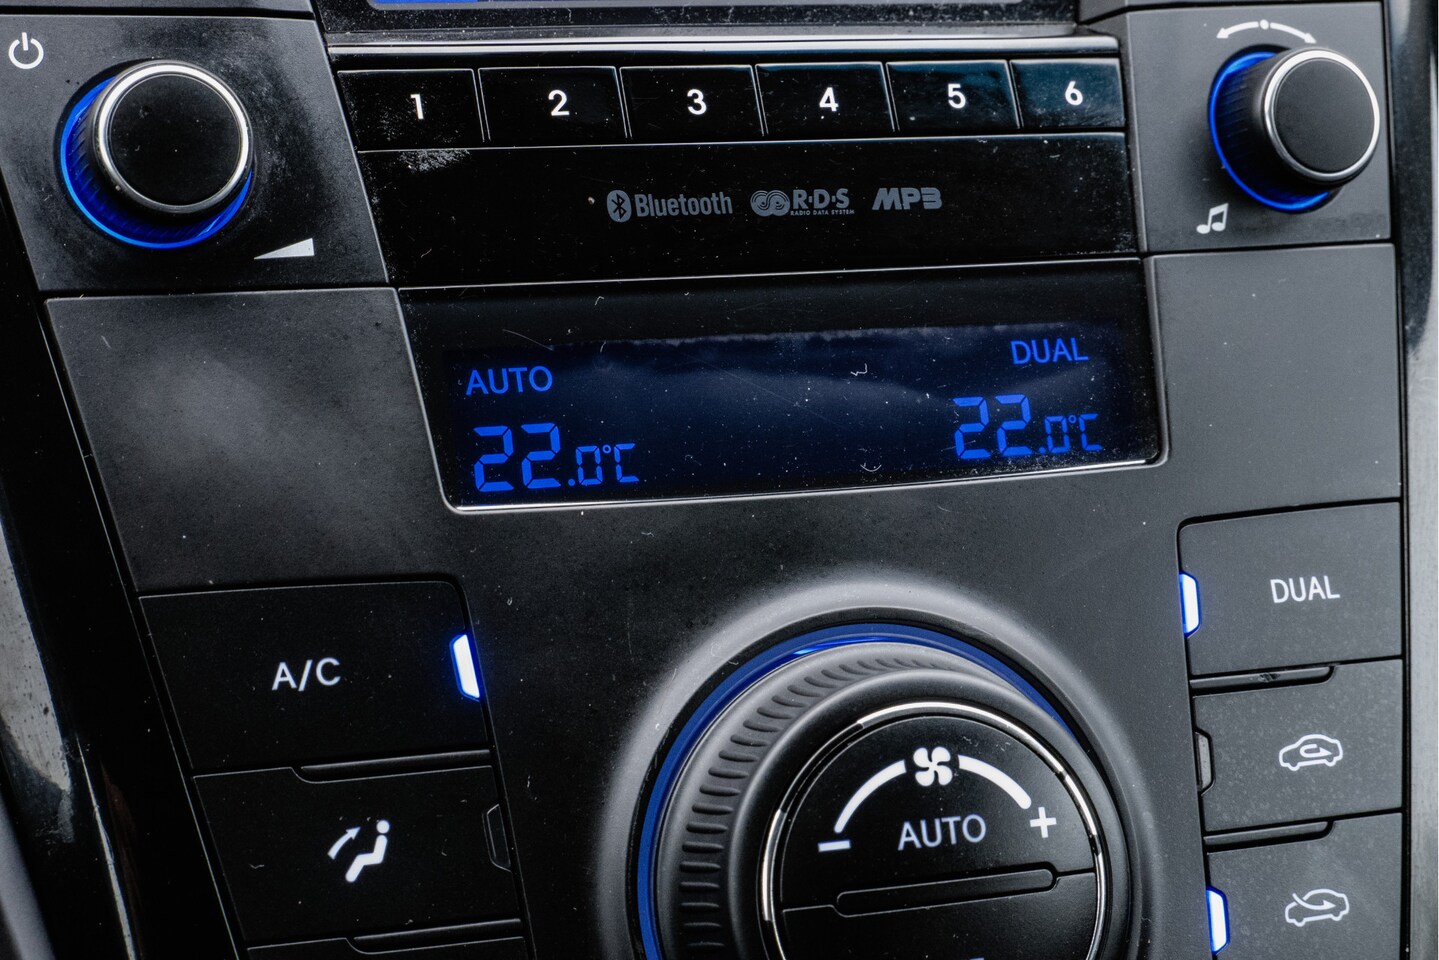 1 2 3 4 5 6
Bluetooth R·D·S MP3
RADIO DATA SYSTEM
AUTO DUAL
22.0°C 22.0°C
DUAL
A/C
AUTO
- +